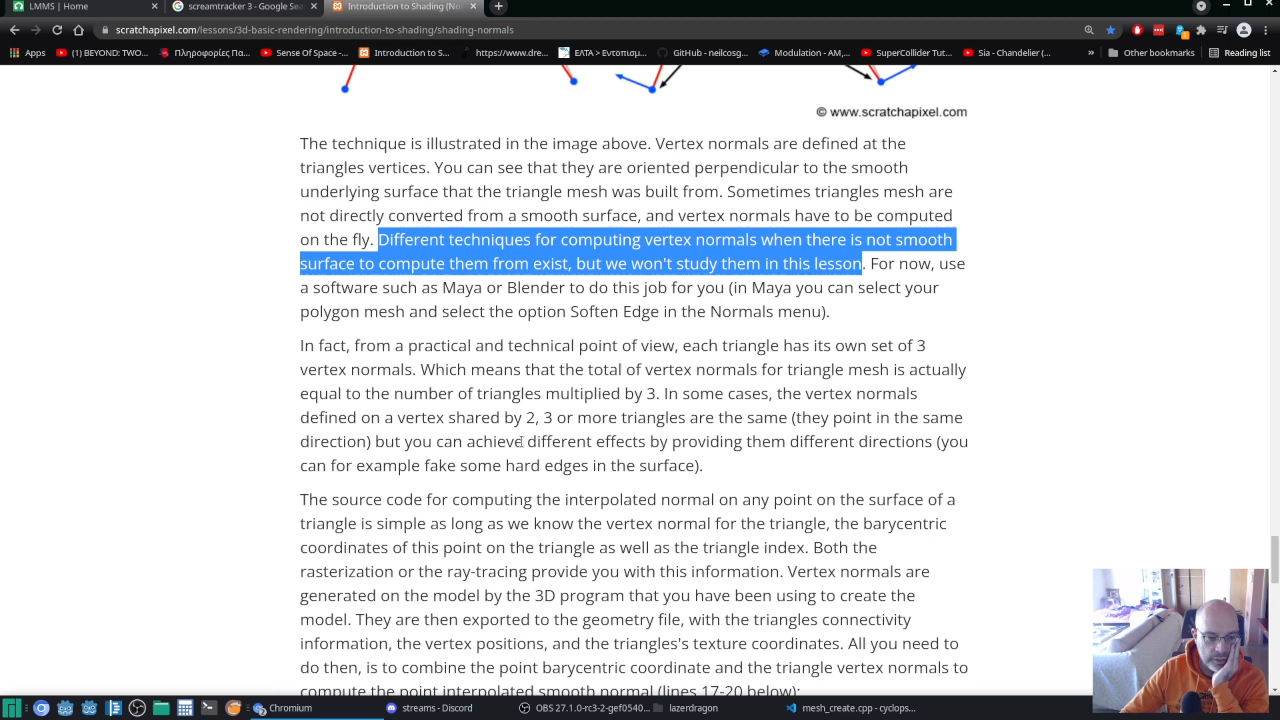 LMMS | Home
screamtracker 3 - Google Sea
Introduction to Shading (No
scratchapixel.com/lessons/3d-basic-rendering/introduction-to-shading/shading-normals
Apps
(1) BEYOND: TWO...
Πληροφορίες Πα...
Sense Of Space -...
Introduction to S...
https://www.dre...
ΕΛΤΑ > Εντοπισμ...
GitHub - neilcosg...
Modulation - AM,...
SuperCollider Tut...
Sia - Chandelier (...
»
Other bookmarks
Reading list
© www.scratchapixel.com
The technique is illustrated in the image above. Vertex normals are defined at the
triangles vertices. You can see that they are oriented perpendicular to the smooth
underlying surface that the triangle mesh was built from. Sometimes triangles mesh are
not directly converted from a smooth surface, and vertex normals have to be computed
on the fly. Different techniques for computing vertex normals when there is not smooth
surface to compute them from exist, but we won't study them in this lesson. For now, use
a software such as Maya or Blender to do this job for you (in Maya you can select your
polygon mesh and select the option Soften Edge in the Normals menu).
In fact, from a practical and technical point of view, each triangle has its own set of 3
vertex normals. Which means that the total of vertex normals for triangle mesh is actually
equal to the number of triangles multiplied by 3. In some cases, the vertex normals
defined on a vertex shared by 2, 3 or more triangles are the same (they point in the same
direction) but you can achieve different effects by providing them different directions (you
can for example fake some hard edges in the surface).
The source code for computing the interpolated normal on any point on the surface of a
triangle is simple as long as we know the vertex normal for the triangle, the barycentric
coordinates of this point on the triangle as well as the triangle index. Both the
rasterization or the ray-tracing provide you with this information. Vertex normals are
generated on the model by the 3D program that you have been using to create the
model. They are then exported to the geometry file, with the triangles connectivity
information, the vertex positions, and the triangles's texture coordinates. All you need to
do then, is to combine the point barycentric coordinate and the triangle vertex normals to
compute the point interpolated smooth normal (lines 17-20 below):
Chromium
streams - Discord
OBS 27.1.0-rc3-2-gef0540...
lazerdragon
mesh_create.cpp - cyclops...